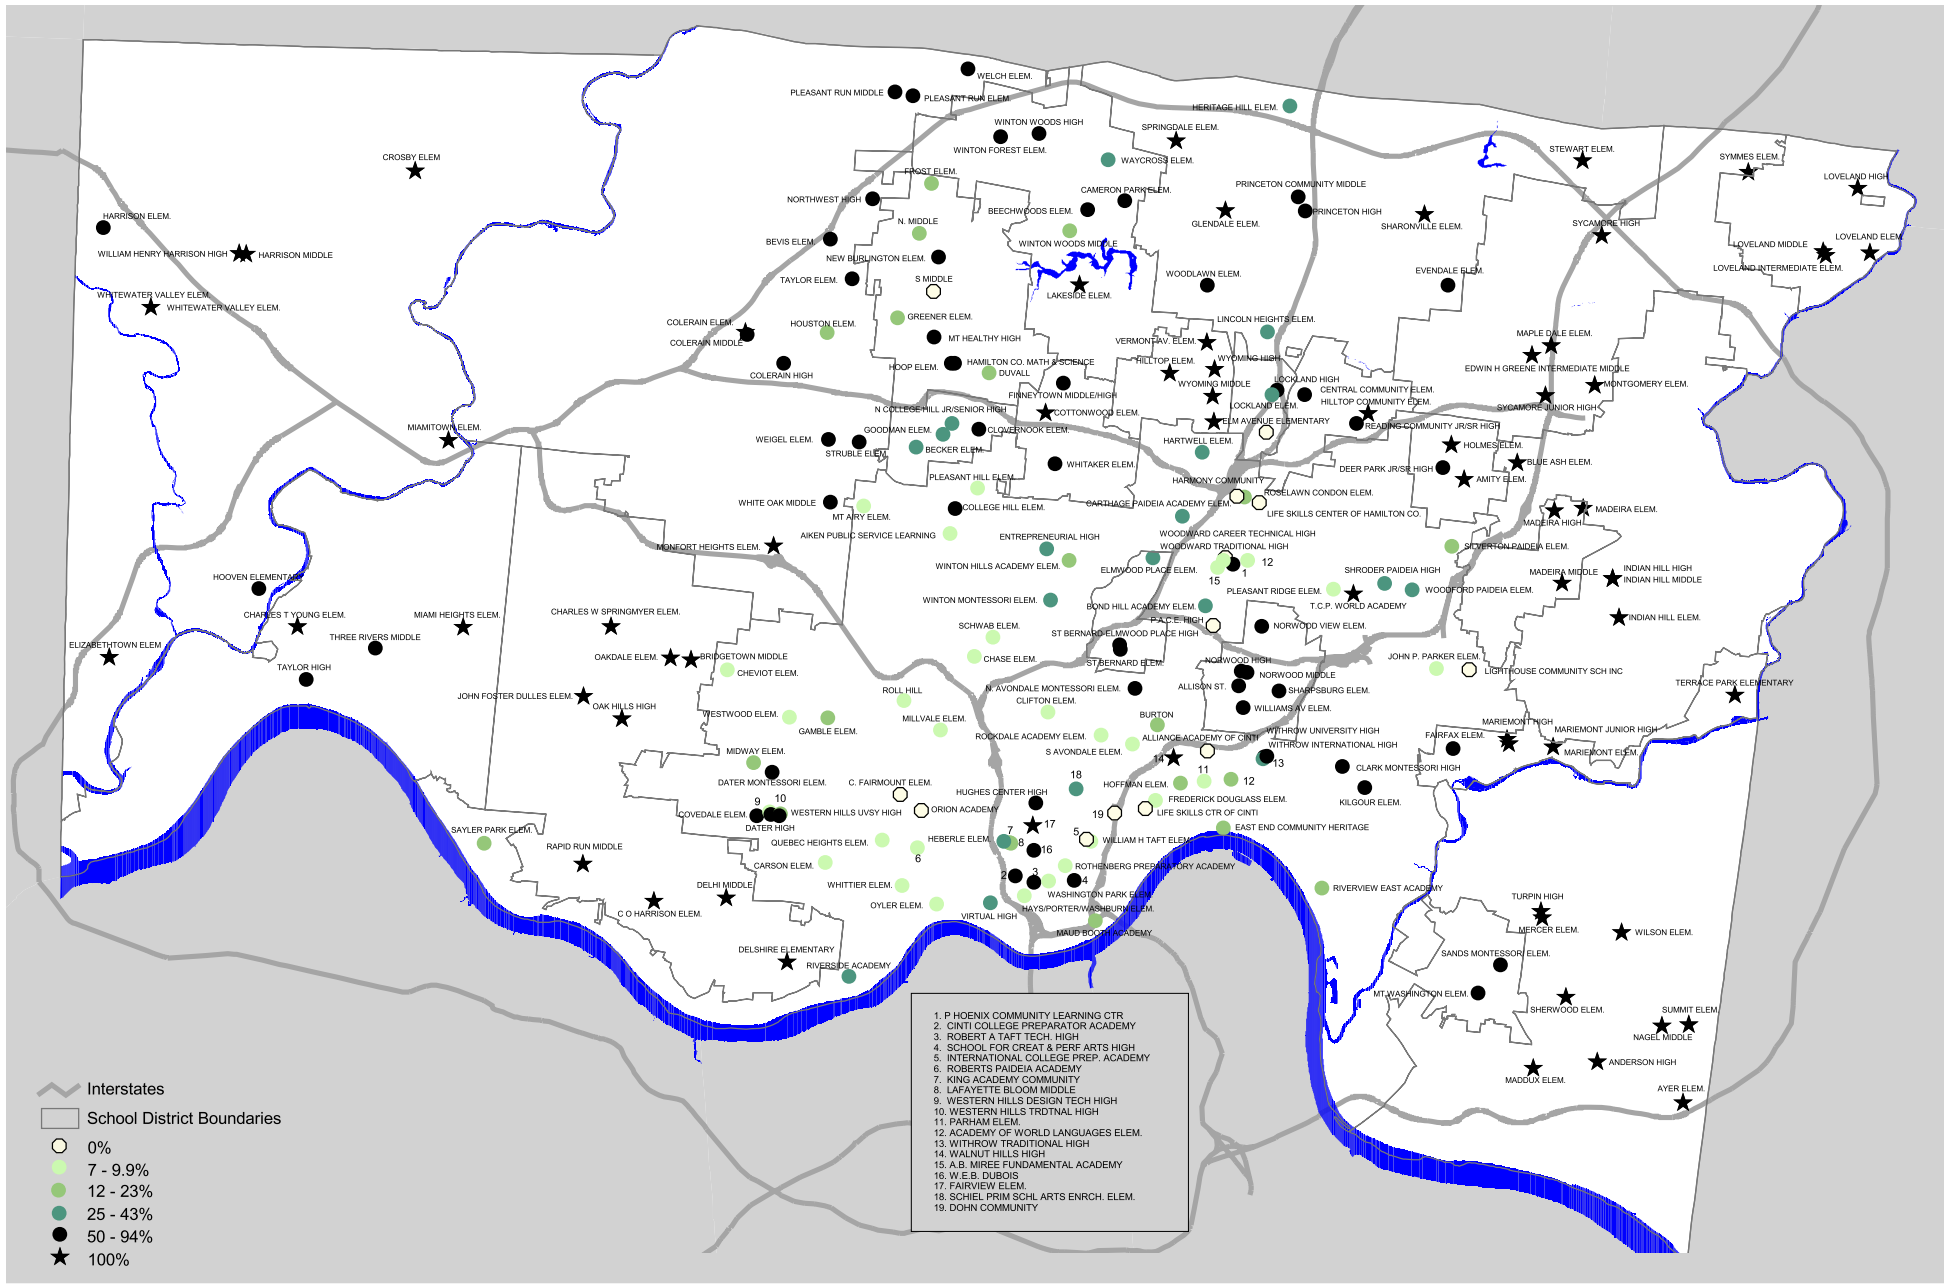 WELCH ELEM.
PLEASANT RUN MIDDLE
PLEASANT RUN ELEM.
HERITAGE HILL ELEM.
WINTON WOODS HIGH
WINTON FOREST ELEM.
SPRINGDALE ELEM.
WAYCROSS ELEM.
CROSBY ELEM
STEWART ELEM.
SYMMES ELEM.
LOVELAND HIGH
FROST ELEM.
NORTHWEST HIGH
CAMERON PARK ELEM.
BEECHWOODS ELEM.
PRINCETON COMMUNITY MIDDLE
PRINCETON HIGH
GLENDALE ELEM.
SHARONVILLE ELEM.
SYCAMORE HIGH
HARRISON ELEM.
N. MIDDLE
BEVIS ELEM.
WINTON WOODS MIDDLE
LOVELAND MIDDLE
LOVELAND ELEM.
LOVELAND INTERMEDIATE ELEM.
WILLIAM HENRY HARRISON HIGH
HARRISON MIDDLE
NEW BURLINGTON ELEM.
TAYLOR ELEM.
S MIDDLE
LAKESIDE ELEM.
WOODLAWN ELEM.
EVENDALE ELEM.
WHITEWATER VALLEY ELEM
WHITEWATER VALLEY ELEM.
COLERAIN ELEM.
COLERAIN MIDDLE
HOUSTON ELEM.
GREENER ELEM.
MT HEALTHY HIGH
LINCOLN HEIGHTS ELEM.
VERMONT AV. ELEM.
MAPLE DALE ELEM.
COLERAIN HIGH
HOOP ELEM.
HAMILTON CO. MATH & SCIENCE
DUVALL
HILLTOP ELEM.
WYOMING HIGH
WYOMING MIDDLE
EDWIN H GREENE INTERMEDIATE MIDDLE
MONTGOMERY ELEM.
FINNEYTOWN MIDDLE/HIGH
LOCKLAND HIGH
CENTRAL COMMUNITY ELEM.
HILLTOP COMMUNITY ELEM.
LOCKLAND ELEM.
SYCAMORE JUNIOR HIGH
N COLLEGE HILL JR/SENIOR HIGH
COTTONWOOD ELEM.
ELM AVENUE ELEMENTARY
READING COMMUNITY JR/SR HIGH
MIAMITOWN ELEM.
WEIGEL ELEM.
STRUBLE ELEM
GOODMAN ELEM.
CLOVERNOOK ELEM.
BECKER ELEM.
HARTWELL ELEM.
HOLMES ELEM.
WHITAKER ELEM.
DEER PARK JR/SR HIGH
BLUE ASH ELEM.
AMITY ELEM.
PLEASANT HILL ELEM.
HARMONY COMMUNITY
ROSELAWN CONDON ELEM.
WHITE OAK MIDDLE
MT AIRY ELEM.
COLLEGE HILL ELEM.
CARTHAGE PAIDEIA ACADEMY ELEM.
LIFE SKILLS CENTER OF HAMILTON CO.
MADEIRA HIGH
MADEIRA ELEM.
AIKEN PUBLIC SERVICE LEARNING
ENTREPRENEURIAL HIGH
WOODWARD CAREER TECHNICAL HIGH
WOODWARD TRADITIONAL HIGH
MONFORT HEIGHTS ELEM.
SILVERTON PAIDEIA ELEM.
WINTON HILLS ACADEMY ELEM.
ELMWOOD PLACE ELEM.
12
15
1
SHRODER PAIDEIA HIGH
MADEIRA MIDDLE
INDIAN HILL HIGH
INDIAN HILL MIDDLE
HOOVEN ELEMENTARY
PLEASANT RIDGE ELEM.
WOODFORD PAIDEIA ELEM.
T.C.P. WORLD ACADEMY
WINTON MONTESSORI ELEM.
BOND HILL ACADEMY ELEM.
CHARLES T YOUNG ELEM.
MIAMI HEIGHTS ELEM.
CHARLES W SPRINGMYER ELEM.
P.A.C.E. HIGH
INDIAN HILL ELEM.
SCHWAB ELEM.
ST BERNARD-ELMWOOD PLACE HIGH
NORWOOD VIEW ELEM.
THREE RIVERS MIDDLE
ELIZABETHTOWN ELEM
OAKDALE ELEM.
BRIDGETOWN MIDDLE
CHEVIOT ELEM.
CHASE ELEM.
ST BERNARD ELEM.
NORWOOD HIGH
NORWOOD MIDDLE
JOHN P. PARKER ELEM.
LIGHTHOUSE COMMUNITY SCH INC
TAYLOR HIGH
JOHN FOSTER DULLES ELEM.
ROLL HILL
N. AVONDALE MONTESSORI ELEM.
ALLISON ST.
SHARPSBURG ELEM.
TERRACE PARK ELEMENTARY
OAK HILLS HIGH
WESTWOOD ELEM.
GAMBLE ELEM.
MILLVALE ELEM.
CLIFTON ELEM.
WILLIAMS AV ELEM.
BURTON
ROCKDALE ACADEMY ELEM.
ALLIANCE ACADEMY OF CINTI
WITHROW UNIVERSITY HIGH
WITHROW INTERNATIONAL HIGH
FAIRFAX ELEM.
MARIEMONT HIGH
MARIEMONT JUNIOR HIGH
MARIEMONT ELEM.
MIDWAY ELEM.
S AVONDALE ELEM.
14
13
CLARK MONTESSORI HIGH
DATER MONTESSORI ELEM.
C. FAIRMOUNT ELEM.
18
11
12
HOFFMAN ELEM.
KILGOUR ELEM.
HUGHES CENTER HIGH
FREDERICK DOUGLASS ELEM.
9
10
COVEDALE ELEM.
WESTERN HILLS UVSY HIGH
DATER HIGH
ORION ACADEMY
19
LIFE SKILLS CTR OF CINTI
SAYLER PARK ELEM.
17
7
8
5
EAST END COMMUNITY HERITAGE
RAPID RUN MIDDLE
QUEBEC HEIGHTS ELEM.
6
HEBERLE ELEM.
16
WILLIAM H TAFT ELEM.
CARSON ELEM.
ROTHENBERG PREPARATORY ACADEMY
DELHI MIDDLE
WHITTIER ELEM.
2
3
4
RIVERVIEW EAST ACADEMY
C O HARRISON ELEM.
OYLER ELEM.
WASHINGTON PARK ELEM.
VIRTUAL HIGH
HAYS/PORTER/WASHBURN ELEM.
MAUD BOOTH ACADEMY
TURPIN HIGH
MERCER ELEM.
WILSON ELEM.
DELSHIRE ELEMENTARY
RIVERSIDE ACADEMY
SANDS MONTESSORI ELEM.
MT WASHINGTON ELEM.
SHERWOOD ELEM.
SUMMIT ELEM.
NAGEL MIDDLE
ANDERSON HIGH
MADDUX ELEM.
AYER ELEM.
1. P HOENIX COMMUNITY LEARNING CTR
2. CINTI COLLEGE PREPARATOR ACADEMY
3. ROBERT A TAFT TECH. HIGH
4. SCHOOL FOR CREAT & PERF ARTS HIGH
5. INTERNATIONAL COLLEGE PREP. ACADEMY
6. ROBERTS PAIDEIA ACADEMY
7. KING ACADEMY COMMUNITY
8. LAFAYETTE BLOOM MIDDLE
9. WESTERN HILLS DESIGN TECH HIGH
10. WESTERN HILLS TRDTNAL HIGH
11. PARHAM ELEM.
12. ACADEMY OF WORLD LANGUAGES ELEM.
13. WITHROW TRADITIONAL HIGH
14. WALNUT HILLS HIGH
15. A.B. MIREE FUNDAMENTAL ACADEMY
16. W.E.B. DUBOIS
17. FAIRVIEW ELEM.
18. SCHIEL PRIM SCHL ARTS ENRCH. ELEM.
19. DOHN COMMUNITY
Interstates
School District Boundaries
0%
7 - 9.9%
12 - 23%
25 - 43%
50 - 94%
100%